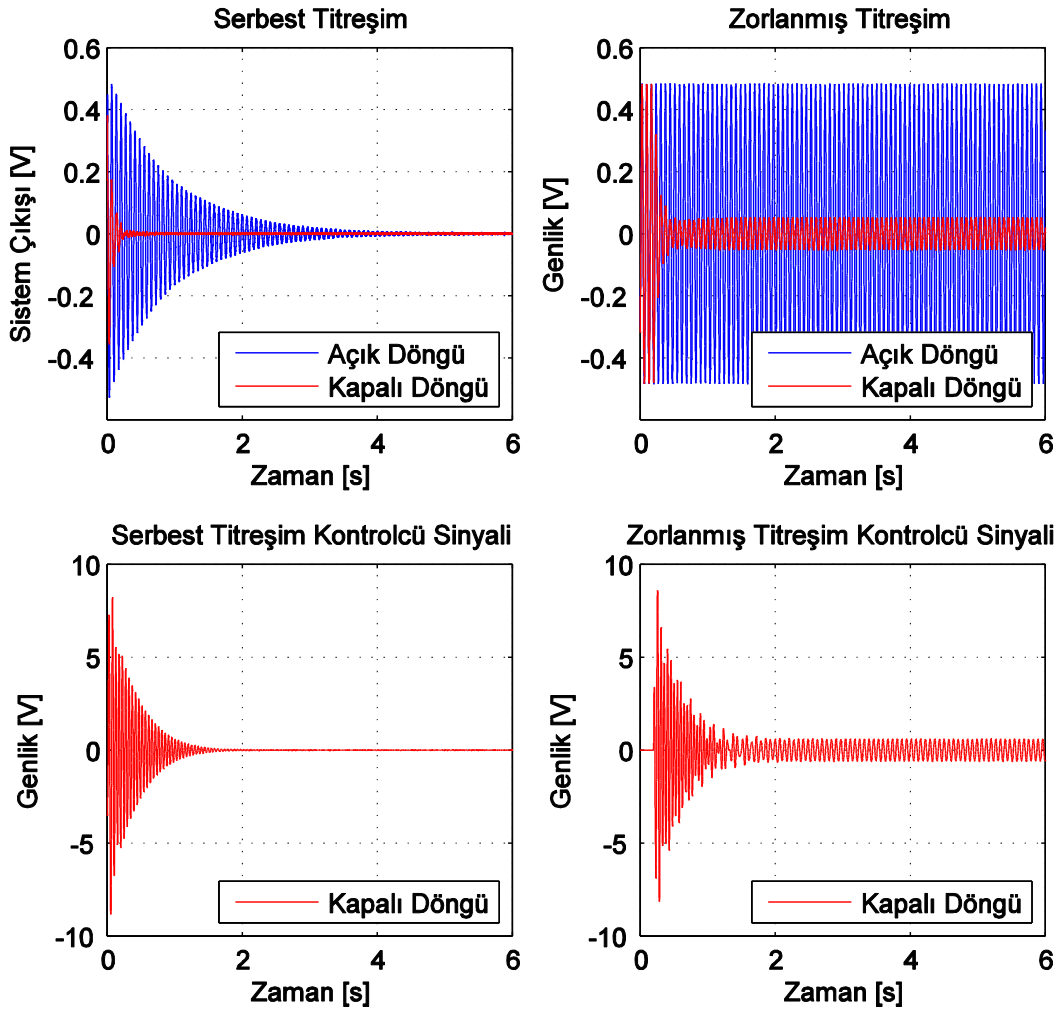 Serbest Titreşim
0.6
0.4
0.2
0
-0.2
-0.4
Sistem Çıkışı [V]
Açık Döngü
Kapalı Döngü
0
2
4
6
Zaman [s]
Zorlanmış Titreşim
0.6
0.4
0.2
0
-0.2
-0.4
Genlik [V]
Açık Döngü
Kapalı Döngü
0
2
4
6
Zaman [s]
Serbest Titreşim Kontrolcü Sinyali
10
5
0
-5
-10
Genlik [V]
Kapalı Döngü
0
2
4
6
Zaman [s]
Zorlanmış Titreşim Kontrolcü Sinyali
10
5
0
-5
-10
Genlik [V]
Kapalı Döngü
0
2
4
6
Zaman [s]